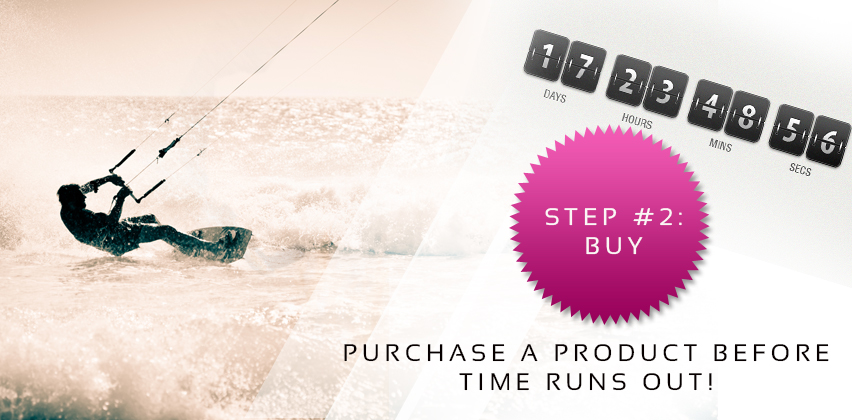 17 23 48 56
DAYS HOURS MINS SECS
STEP #2:
BUY
PURCHASE A PRODUCT BEFORE
TIME RUNS OUT!